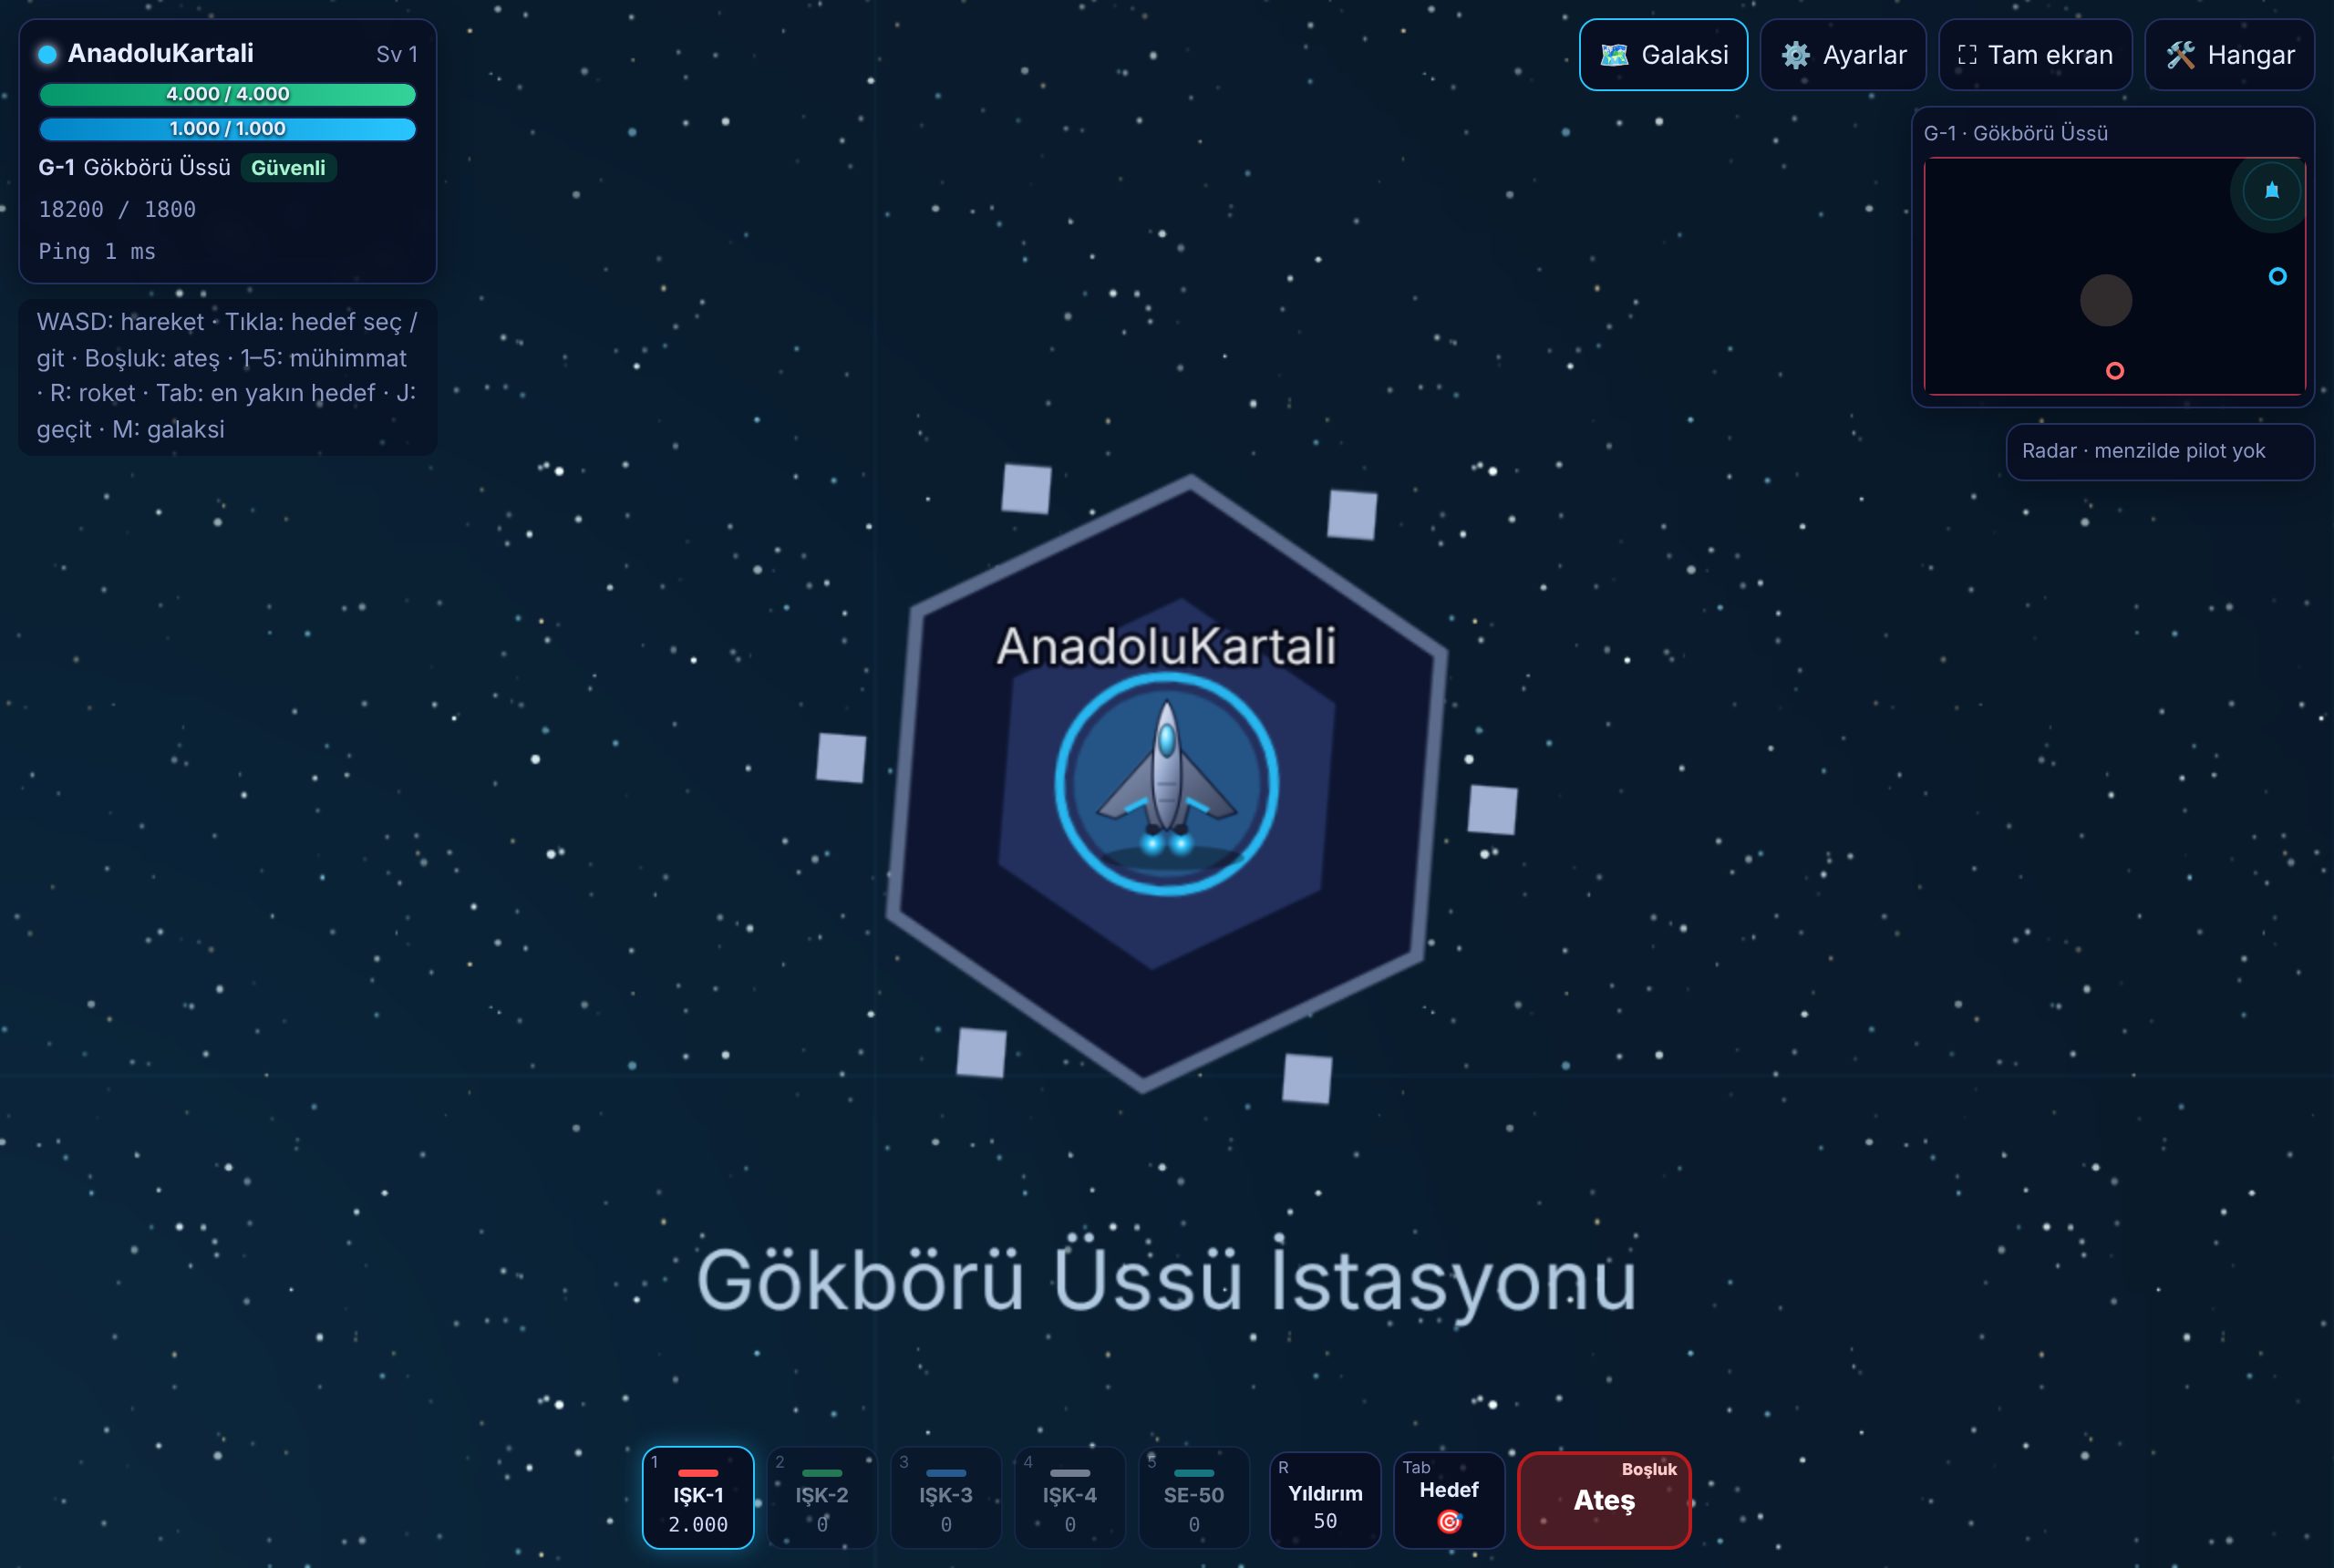 AnadoluKartali Sv 1
4.000 / 4.000
1.000 / 1.000
G-1 Gökbörü Üssü Güvenli
18200 / 1800
Ping 1 ms
WASD: hareket · Tıkla: hedef seç /
git · Boşluk: ateş · 1–5: mühimmat
· R: roket · Tab: en yakın hedef · J:
geçit · M: galaksi
Galaksi
Ayarlar
Tam ekran
Hangar
G-1 · Gökbörü Üssü
Radar · menzilde pilot yok
AnadoluKartali
Gökbörü Üssü İstasyonu
1
IŞK-1
2.000
2
IŞK-2
0
3
IŞK-3
0
4
IŞK-4
0
5
SE-50
0
R
Yıldırım
50
Tab
Hedef
Boşluk
Ateş